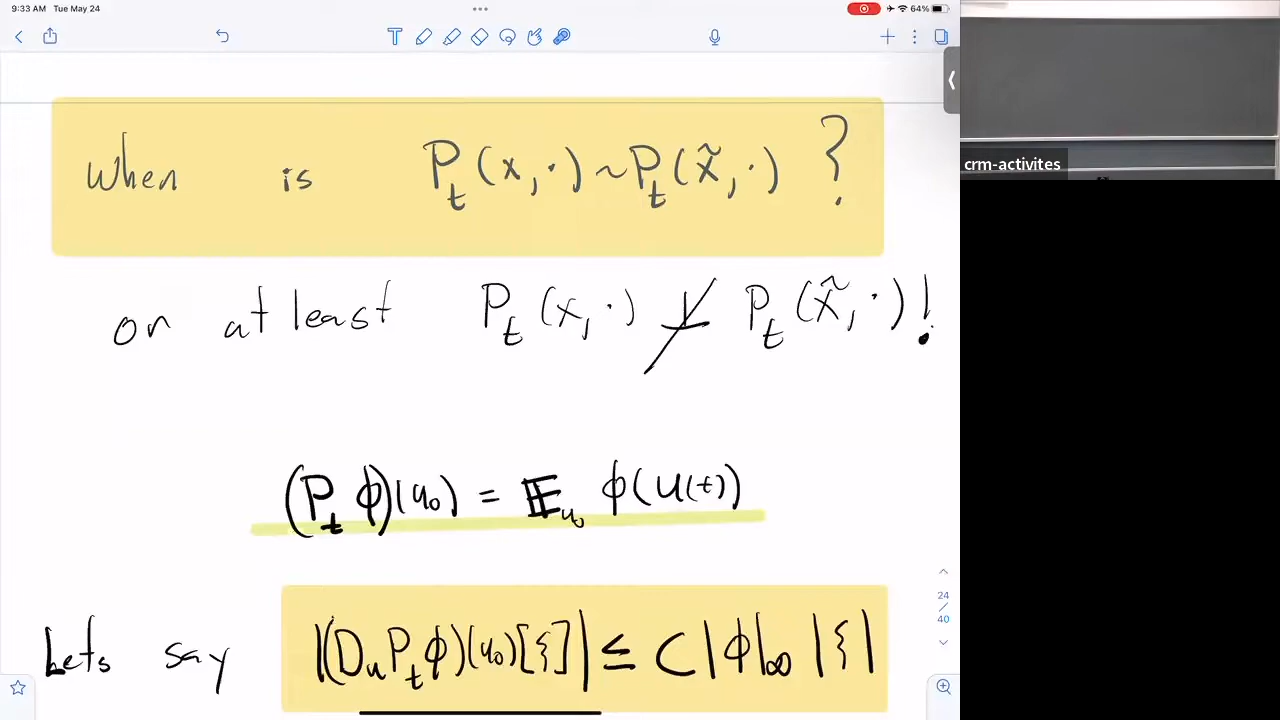 9:33 AM Tue May 24
64%
when is P_t(x,·) ~ P_t(x̃,·) ?
or at least P_t(x,·) ⊥̸ P_t(x̃,·)!
(P_t ϕ)(u_0) = 𝔼_{u_0} ϕ(u(t))
24
/
40
Lets say |(D_u P_t ϕ)(u_0)[ξ]| ≤ C|ϕ|_∞ |ξ|
crm-activites